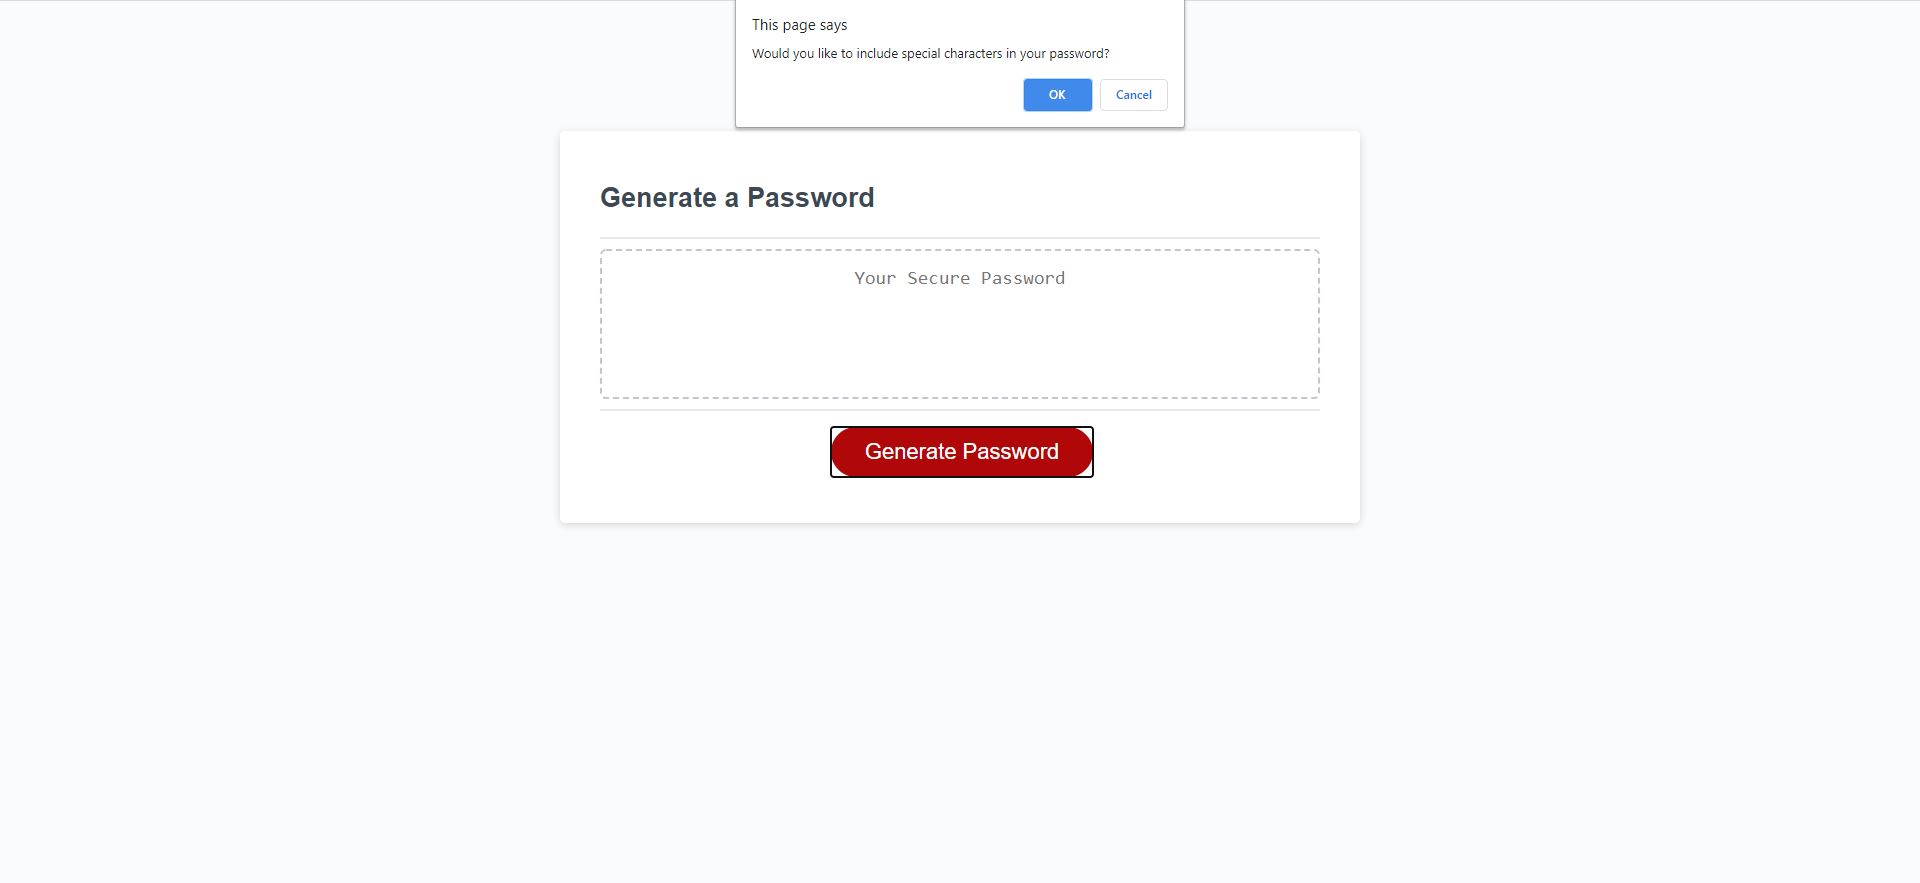 This page says
Would you like to include special characters in your password?
OK Cancel
Generate a Password
Your Secure Password
Generate Password